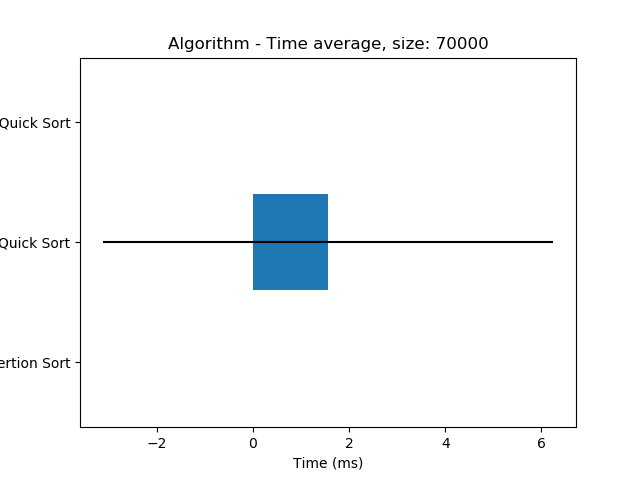 Algorithm - Time average, size: 70000
Quick Sort
Quick Sort
ertion Sort
−2 0 2 4 6
Time (ms)